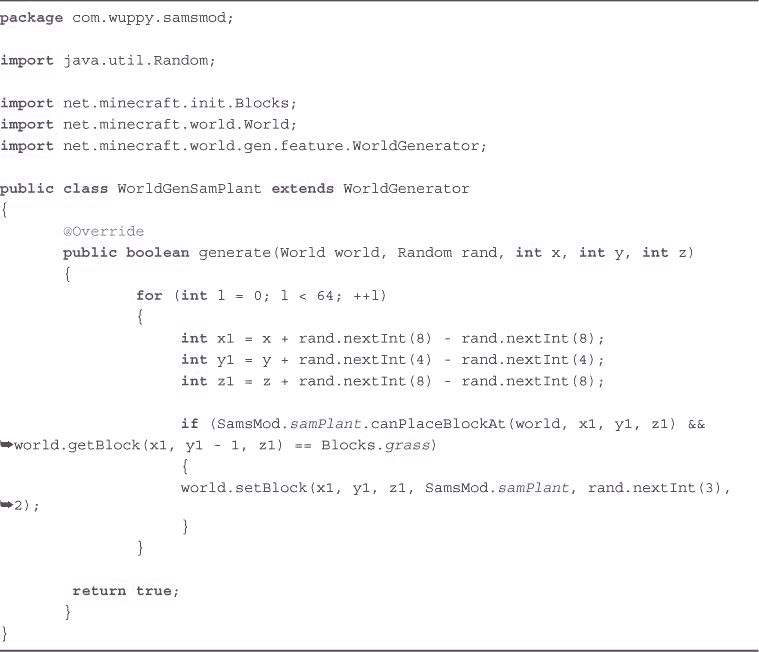 package com.wuppy.samsmod;
import java.util.Random;
import net.minecraft.init.Blocks;
import net.minecraft.world.World;
import net.minecraft.world.gen.feature.WorldGenerator;
public class WorldGenSamPlant extends WorldGenerator
{
@Override
public boolean generate(World world, Random rand, int x, int y, int z)
{
for (int l = 0; l < 64; ++l)
{
int x1 = x + rand.nextInt(8) - rand.nextInt(8);
int y1 = y + rand.nextInt(4) - rand.nextInt(4);
int z1 = z + rand.nextInt(8) - rand.nextInt(8);
if (SamsMod.samPlant.canPlaceBlockAt(world, x1, y1, z1) &&
➥world.getBlock(x1, y1 - 1, z1) == Blocks.grass)
{
world.setBlock(x1, y1, z1, SamsMod.samPlant, rand.nextInt(3),
➥2);
}
}
return true;
}
}